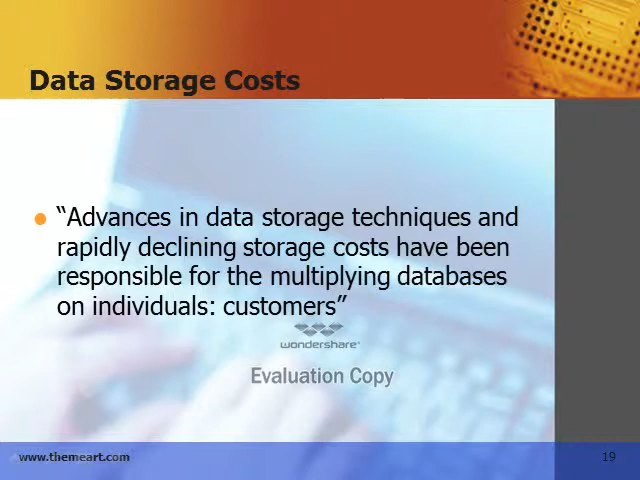 Data Storage Costs
“Advances in data storage techniques and
rapidly declining storage costs have been
responsible for the multiplying databases
on individuals: customers”
wondershare
Evaluation Copy
www.themeart.com
19